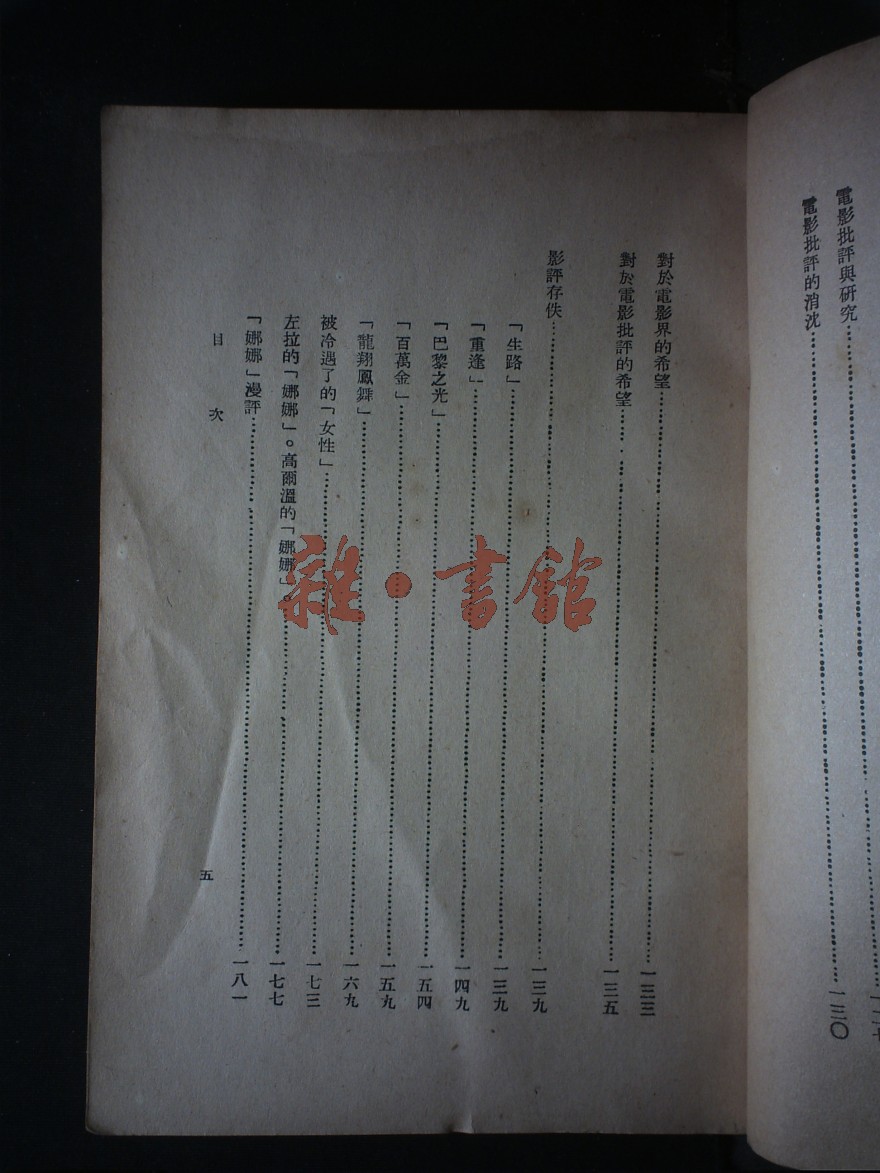 電影批評與研究
電影批評的消沈 一三〇
對於電影界的希望 一三三
對於電影批評的希望 一三五
影評存佚 一三九
「生路」 一三九
「重逢」 一四九
「巴黎之光」 一五四
「百萬金」 一五九
「龍翔鳳舞」 一六九
被冷遇了的「女性」 一七三
左拉的「娜娜」。高爾溫的「娜娜」。 一七七
「娜娜」漫評 一八一
目次
五
雜·書館